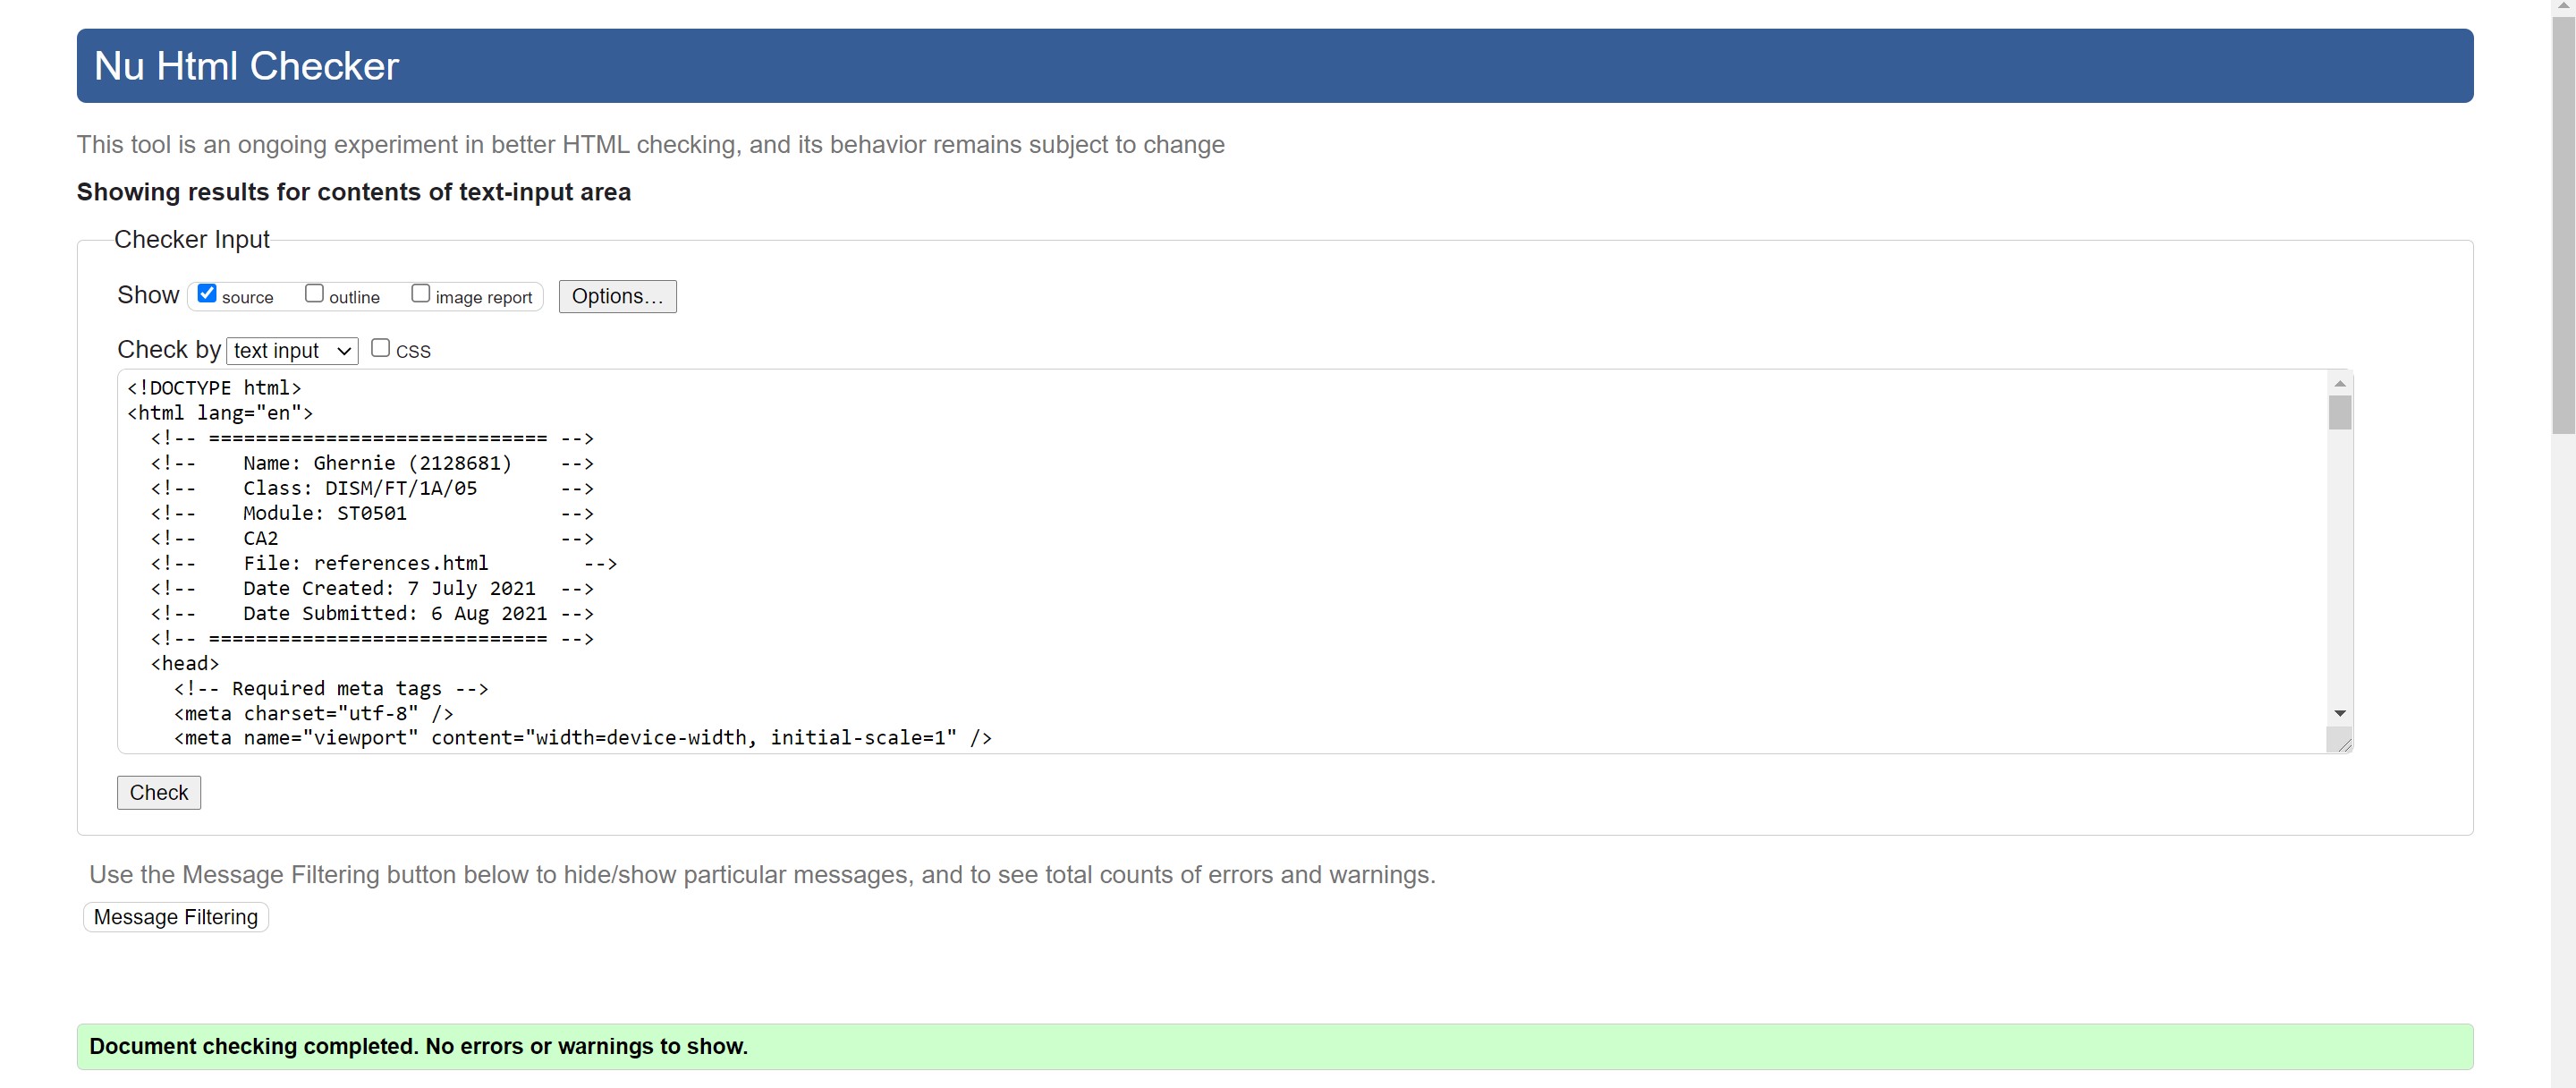 Nu Html Checker
This tool is an ongoing experiment in better HTML checking, and its behavior remains subject to change
Showing results for contents of text-input area
Checker Input
Show source outline image report Options...
Check by text input CSS
<!DOCTYPE html>
<html lang="en">
  <!-- ============================= -->
  <!--    Name: Ghernie (2128681)    -->
  <!--    Class: DISM/FT/1A/05       -->
  <!--    Module: ST0501             -->
  <!--    CA2                        -->
  <!--    File: references.html        -->
  <!--    Date Created: 7 July 2021  -->
  <!--    Date Submitted: 6 Aug 2021 -->
  <!-- ============================= -->
  <head>
    <!-- Required meta tags -->
    <meta charset="utf-8" />
    <meta name="viewport" content="width=device-width, initial-scale=1" />
Check
Use the Message Filtering button below to hide/show particular messages, and to see total counts of errors and warnings.
Message Filtering
Document checking completed. No errors or warnings to show.